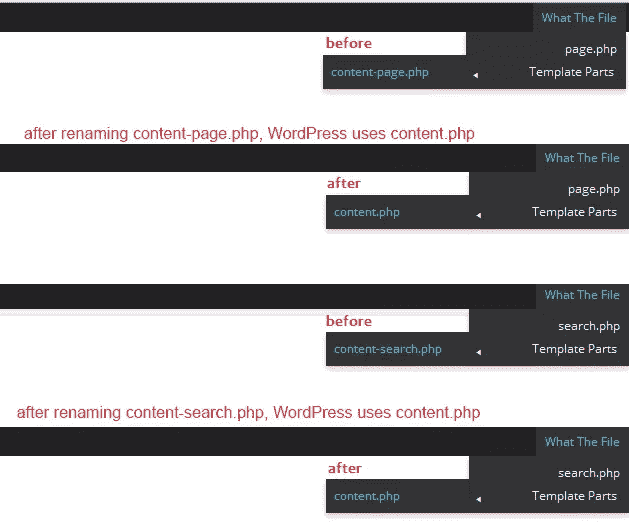 What The File
before
page.php
content-page.php
Template Parts
after renaming content-page.php, WordPress uses content.php
What The File
after
page.php
content.php
Template Parts
What The File
before
search.php
content-search.php
Template Parts
after renaming content-search.php, WordPress uses content.php
What The File
after
search.php
content.php
Template Parts